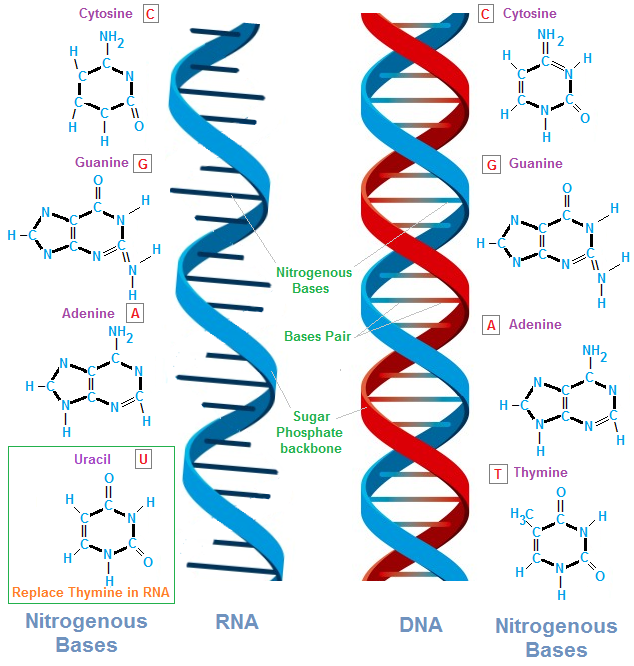 Cytosine C
NH2
H
C
C
N
C
C
C
H
H
O
Guanine G
O
C
N
H
N
C
H
C
N
C
N
C
H
N
H
Adenine A
NH2
C
N
C
N
H
C
N
C
N
C
H
H
Uracil U
O
H
C
H
C
N
C
C
H
N
O
H
Replace Thymine in RNA
Nitrogenous
Bases
RNA
Nitrogenous
Bases
Bases Pair
Sugar
Phosphate
backbone
DNA
C Cytosine
NH2
H
C
H
C
N
C
C
H
N
O
H
G Guanine
O
C
H
N
C
N
H
C
N
C
N
C
H
N
H
A Adenine
NH2
C
N
C
N
H
C
N
C
N
C
H
H
T Thymine
O
H3C
C
H
C
N
C
C
H
N
O
H
Nitrogenous
Bases